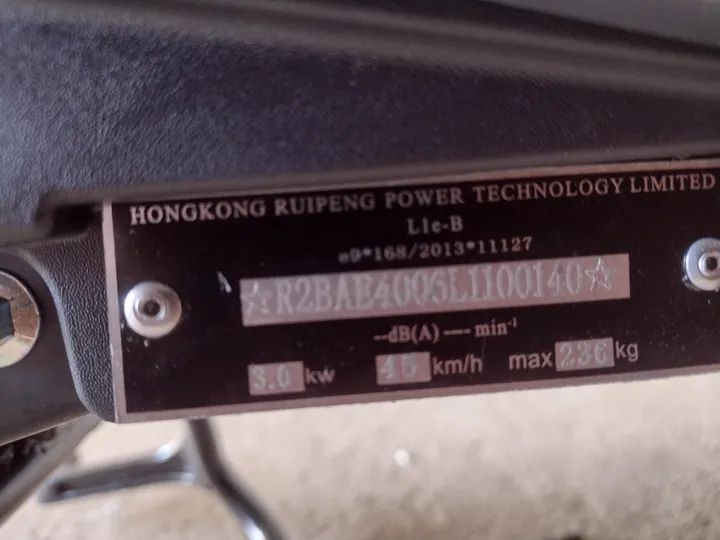 HONGKONG RUIPENG POWER TECHNOLOGY LIMITED
L1e-B
e9*168/2013*11127
☆R2BAE4006L1100140☆
--dB(A) --- min⁻¹
3.0 kw 45 km/h max 236 kg